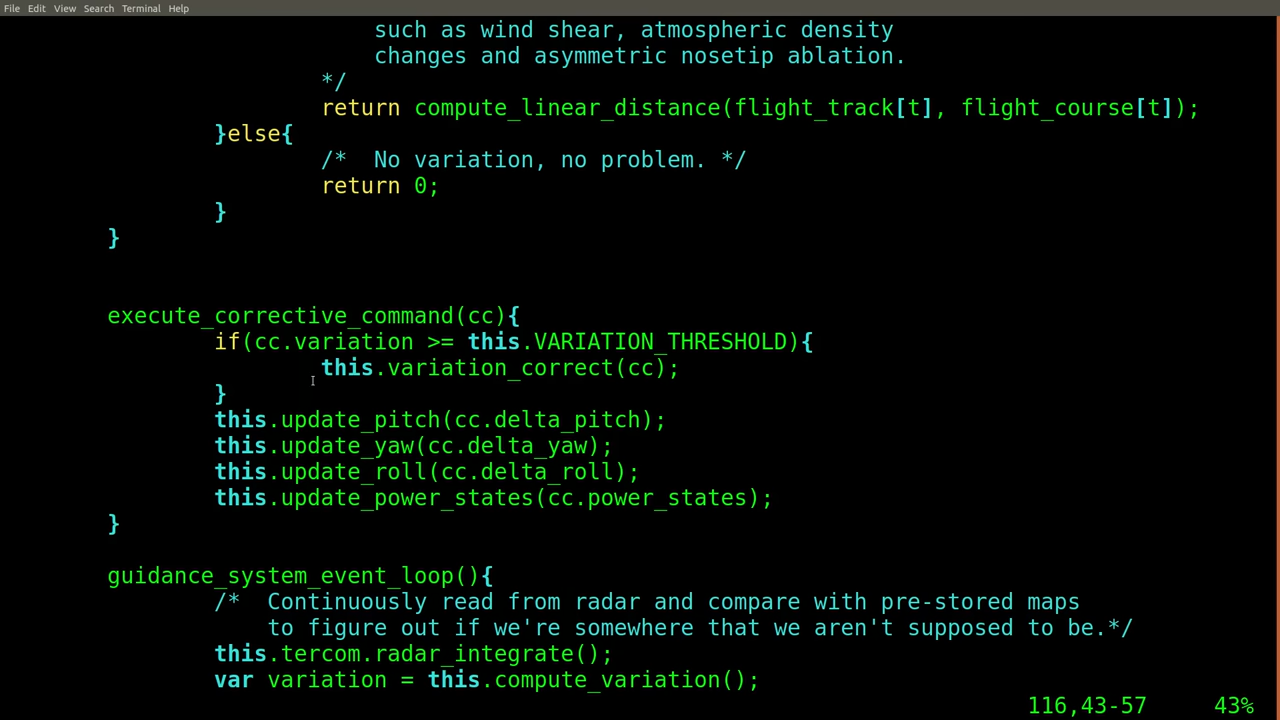 File Edit View Search Terminal Help
such as wind shear, atmospheric density
changes and asymmetric nosetip ablation.
*/
return compute_linear_distance(flight_track[t], flight_course[t]);
}else{
/*  No variation, no problem. */
return 0;
}
}
execute_corrective_command(cc){
if(cc.variation >= this.VARIATION_THRESHOLD){
this.variation_correct(cc);
}
this.update_pitch(cc.delta_pitch);
this.update_yaw(cc.delta_yaw);
this.update_roll(cc.delta_roll);
this.update_power_states(cc.power_states);
}
guidance_system_event_loop(){
/*  Continuously read from radar and compare with pre-stored maps
to figure out if we're somewhere that we aren't supposed to be.*/
this.tercom.radar_integrate();
var variation = this.compute_variation();
116,43-57 43%